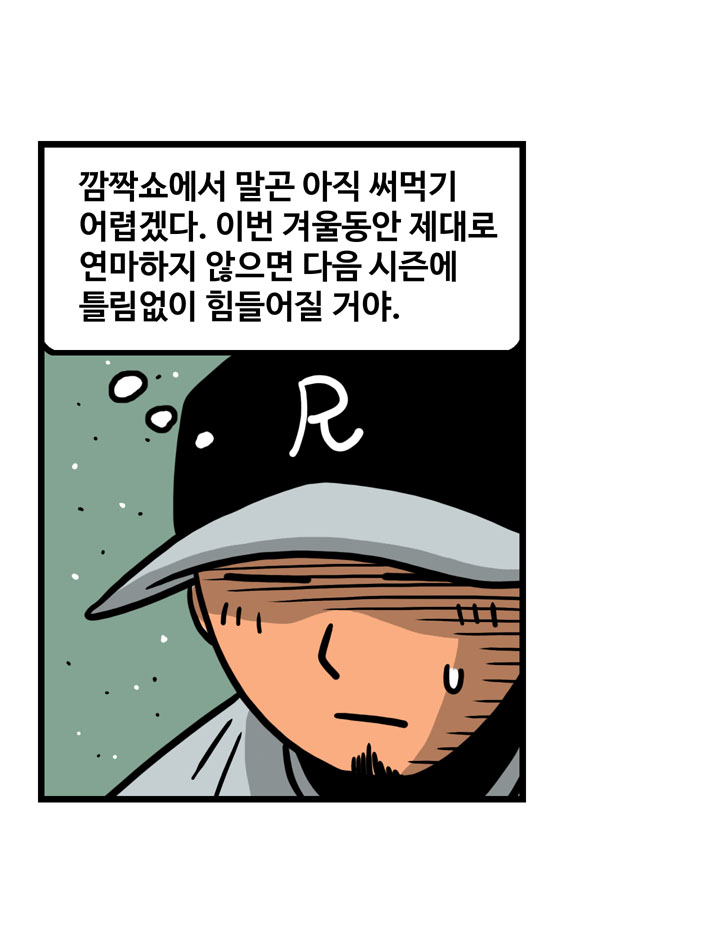 깜짝쇼에서 말곤 아직 써먹기
어렵겠다. 이번 겨울동안 제대로
연마하지 않으면 다음 시즌에
틀림없이 힘들어질 거야.
R